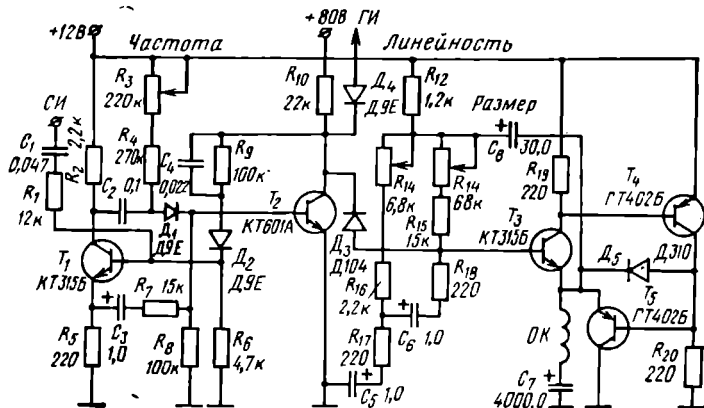 +12В
Частота
+80В
ГИ
Линейность
СИ
R3
220к
R10
22к
Д4
Д9Е
R12
1,2к
Размер
C8
30,0
C1
0,047
R2
2,2к
R4
270к
C4
0,022
R9
100к
R1
12к
C2
0,1
Д1
Д9Е
T2
КТ601А
R14
6,8к
R14
68к
R15
15к
R19
220
T4
ГТ402Б
T1
КТ315Б
Д2
Д9Е
Д3
Д104
T3
КТ315Б
Д5
Д310
R7 15к
+
C3
1,0
R5
220
R8
100к
R6
4,7к
R16
2,2к
R18
220
R17
220
C6
1,0
+
C5 1,0
T5
ГТ402Б
ОК
C7
+
4000,0
R20
220